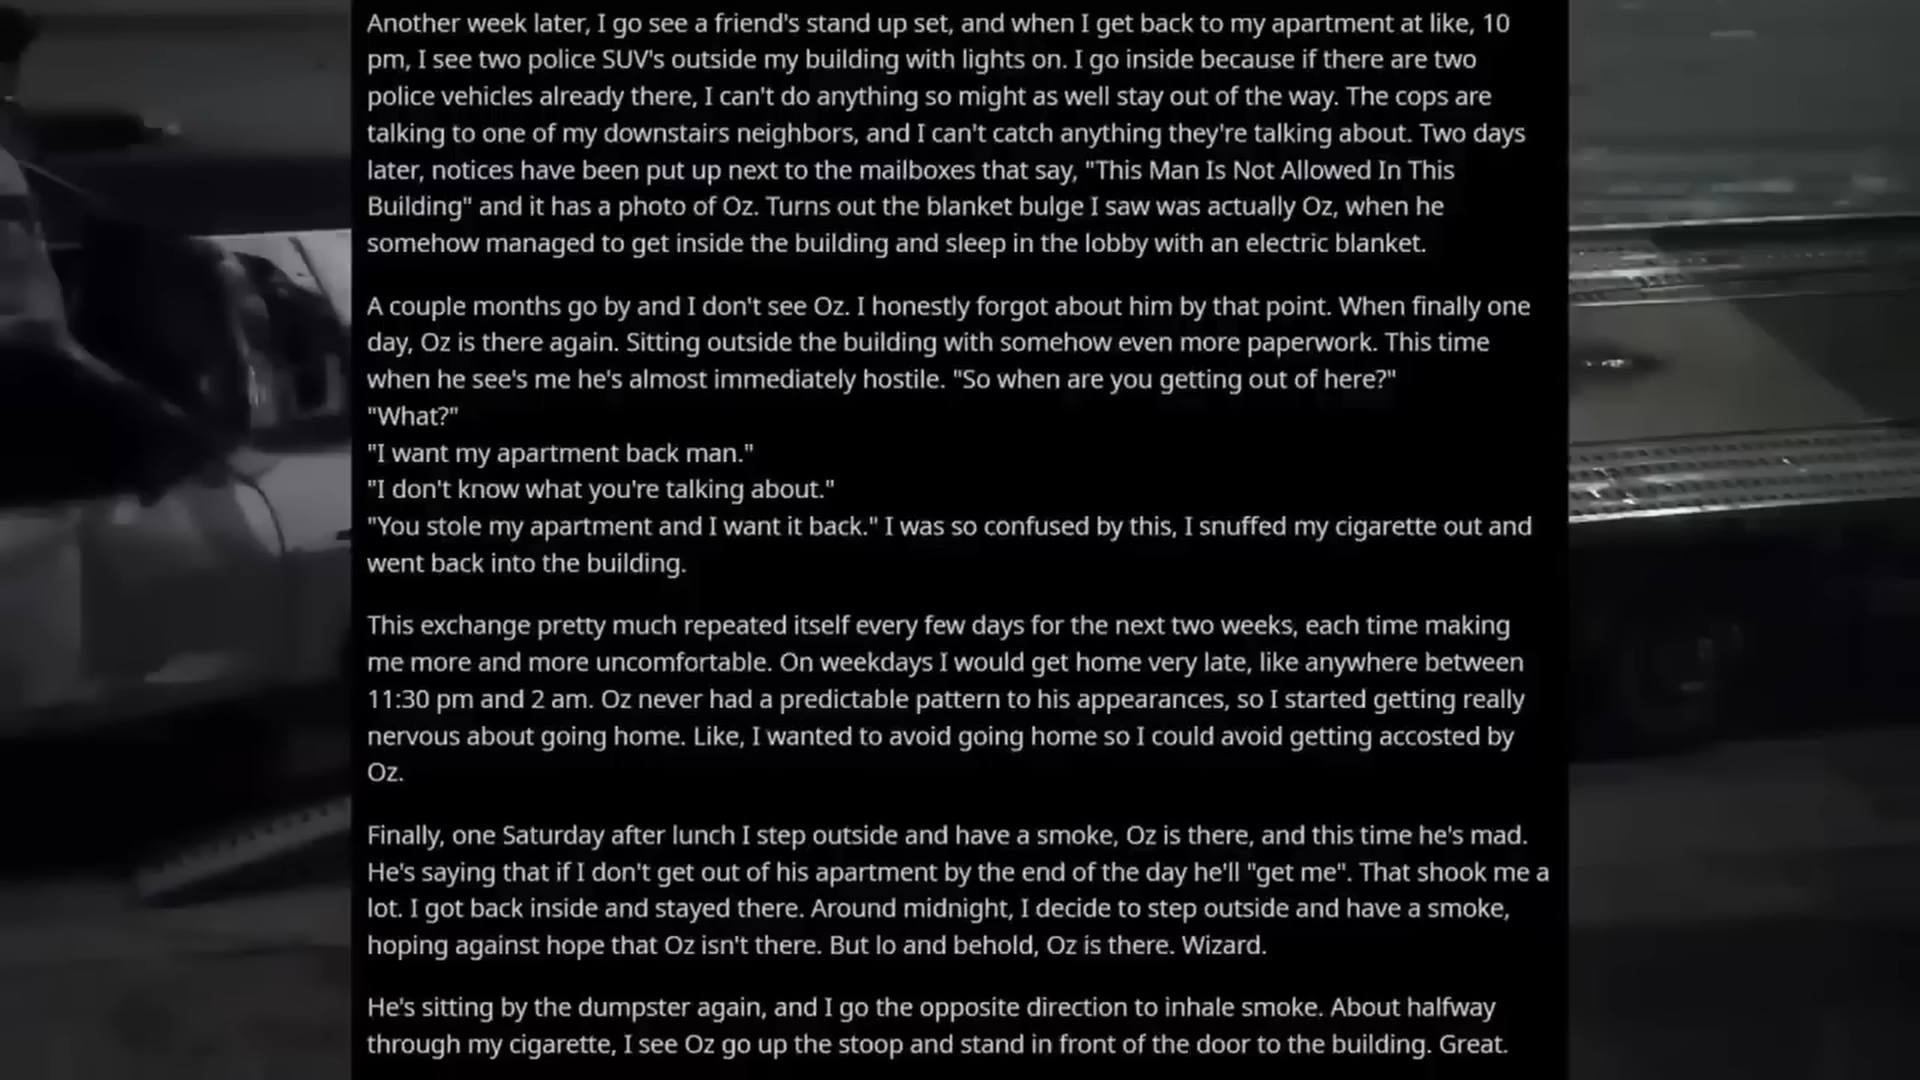 Another week later, I go see a friend's stand up set, and when I get back to my apartment at like, 10
pm, I see two police SUV's outside my building with lights on. I go inside because if there are two
police vehicles already there, I can't do anything so might as well stay out of the way. The cops are
talking to one of my downstairs neighbors, and I can't catch anything they're talking about. Two days
later, notices have been put up next to the mailboxes that say, "This Man Is Not Allowed In This
Building" and it has a photo of Oz. Turns out the blanket bulge I saw was actually Oz, when he
somehow managed to get inside the building and sleep in the lobby with an electric blanket.
A couple months go by and I don't see Oz. I honestly forgot about him by that point. When finally one
day, Oz is there again. Sitting outside the building with somehow even more paperwork. This time
when he see's me he's almost immediately hostile. "So when are you getting out of here?"
"What?"
"I want my apartment back man."
"I don't know what you're talking about."
"You stole my apartment and I want it back." I was so confused by this, I snuffed my cigarette out and
went back into the building.
This exchange pretty much repeated itself every few days for the next two weeks, each time making
me more and more uncomfortable. On weekdays I would get home very late, like anywhere between
11:30 pm and 2 am. Oz never had a predictable pattern to his appearances, so I started getting really
nervous about going home. Like, I wanted to avoid going home so I could avoid getting accosted by
Oz.
Finally, one Saturday after lunch I step outside and have a smoke, Oz is there, and this time he's mad.
He's saying that if I don't get out of his apartment by the end of the day he'll "get me". That shook me a
lot. I got back inside and stayed there. Around midnight, I decide to step outside and have a smoke,
hoping against hope that Oz isn't there. But lo and behold, Oz is there. Wizard.
He's sitting by the dumpster again, and I go the opposite direction to inhale smoke. About halfway
through my cigarette, I see Oz go up the stoop and stand in front of the door to the building. Great.